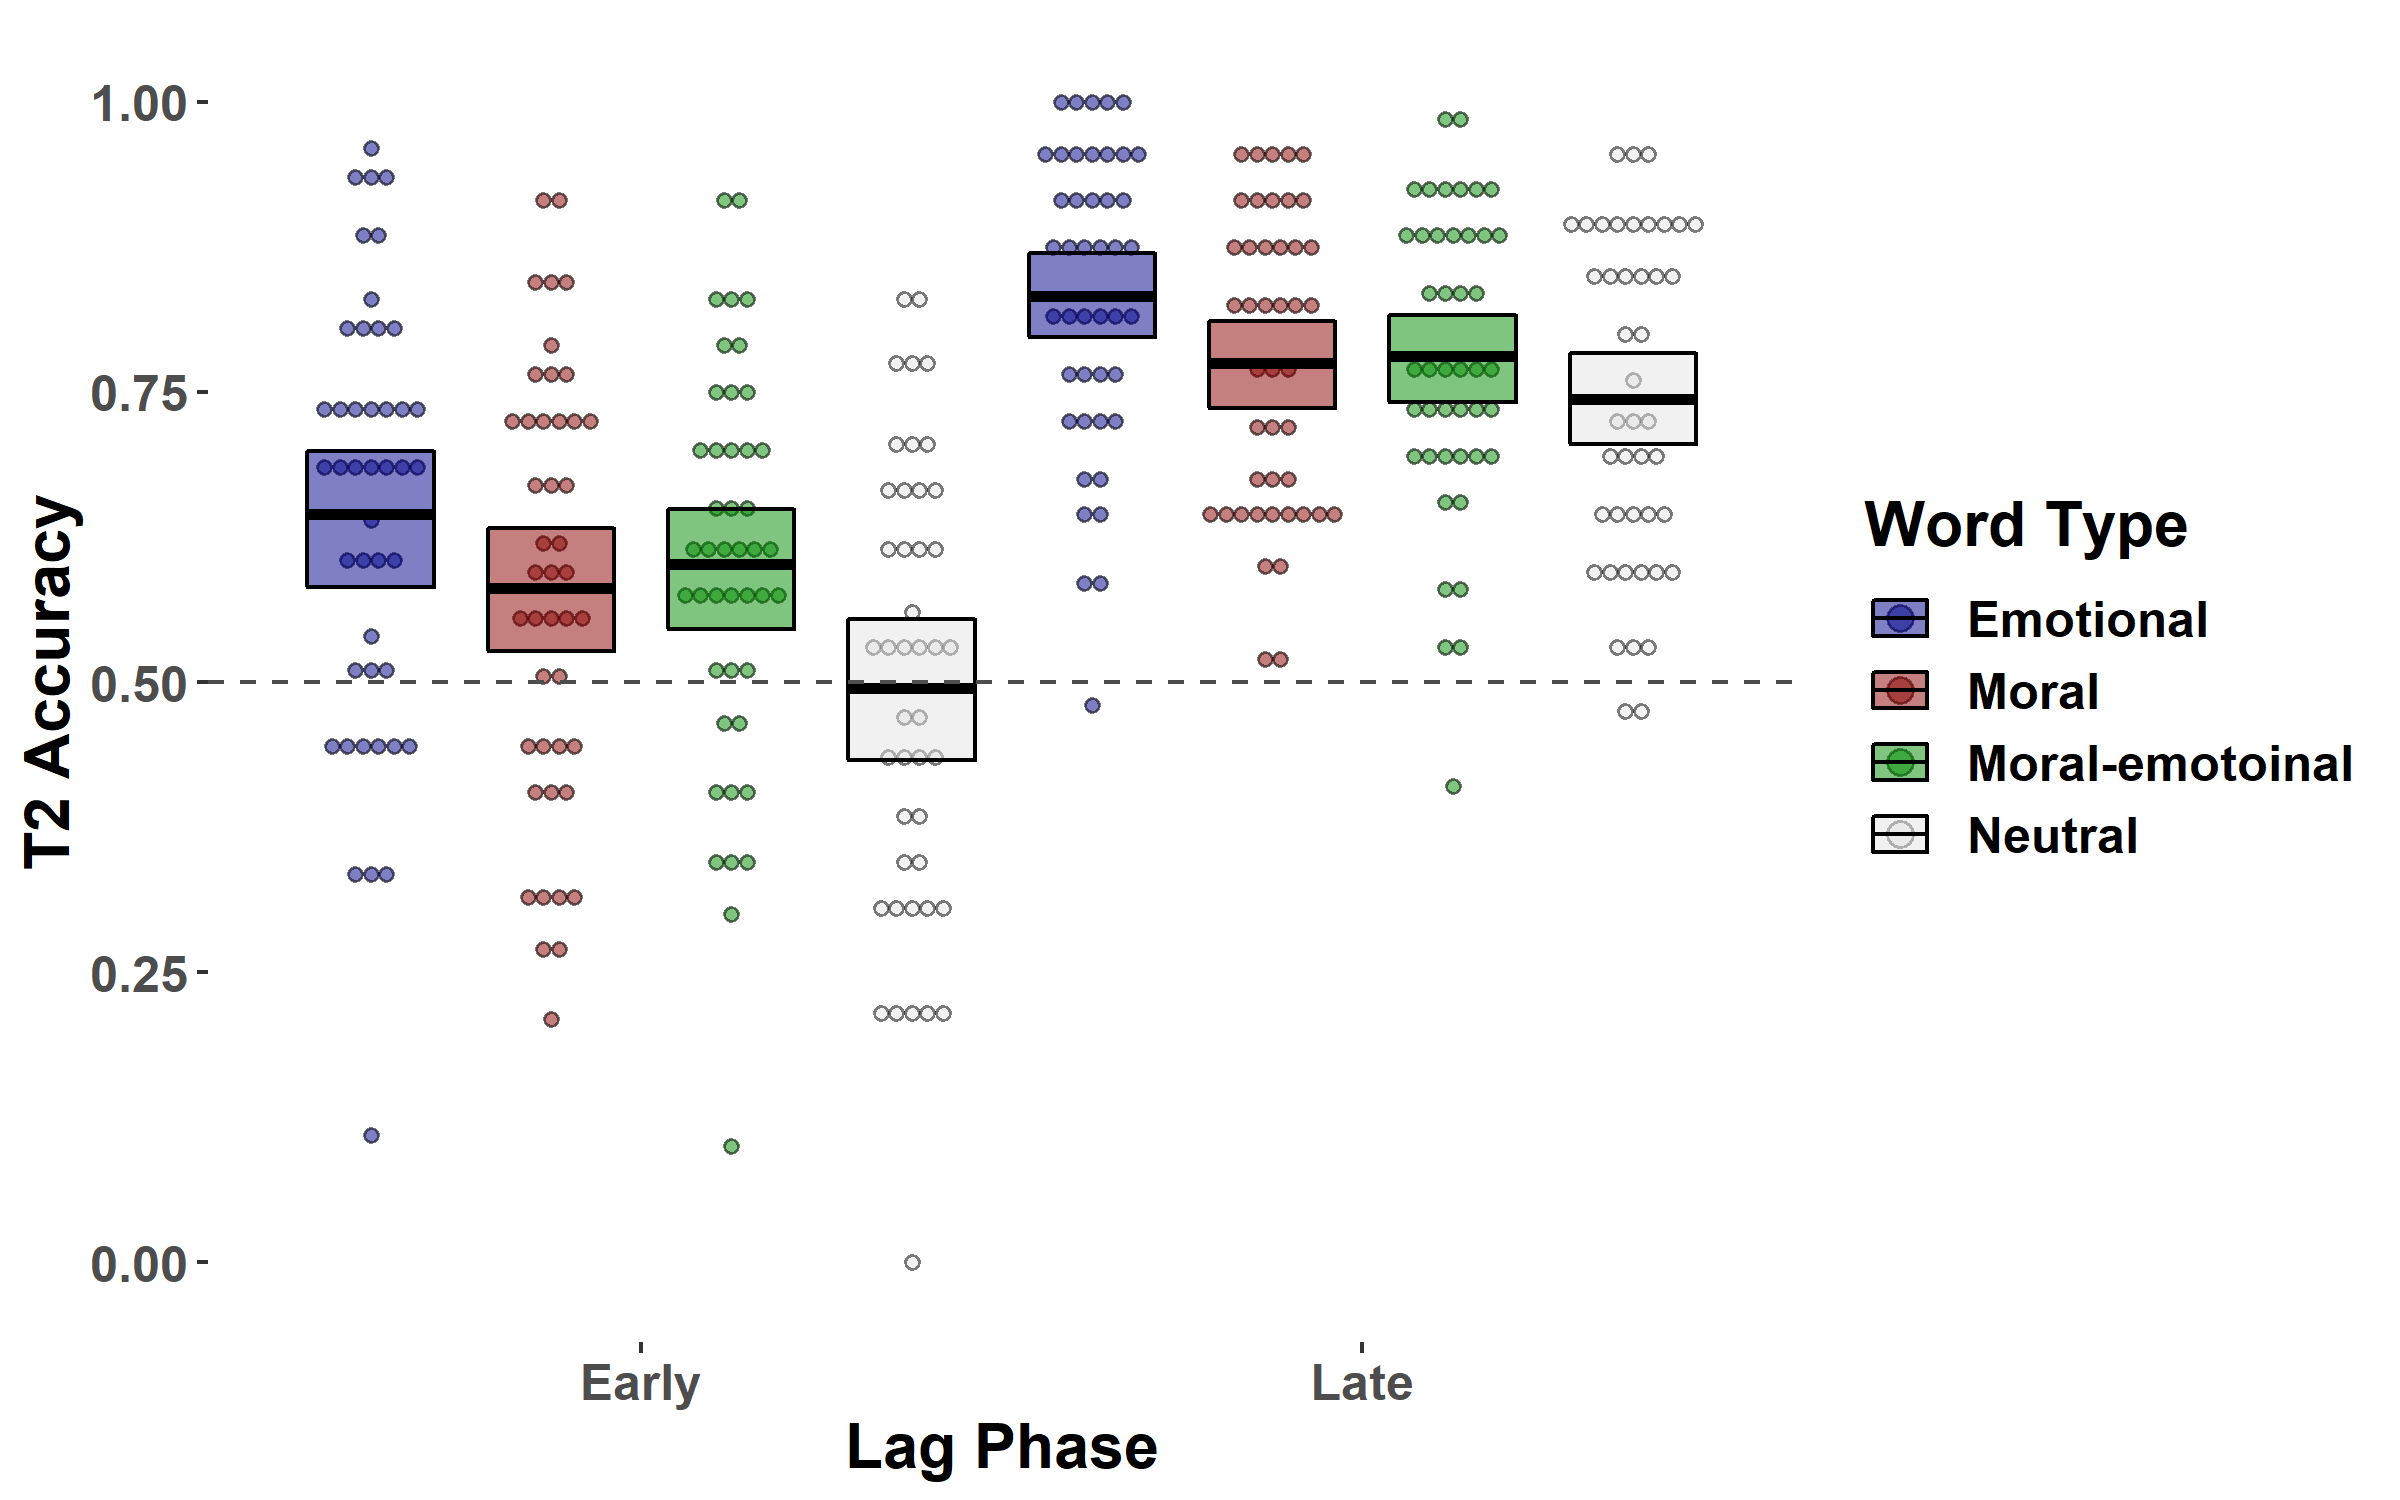 1.00
0.75
0.50
0.25
0.00
T2 Accuracy
Early
Late
Lag Phase
Word Type
Emotional
Moral
Moral-emotoinal
Neutral